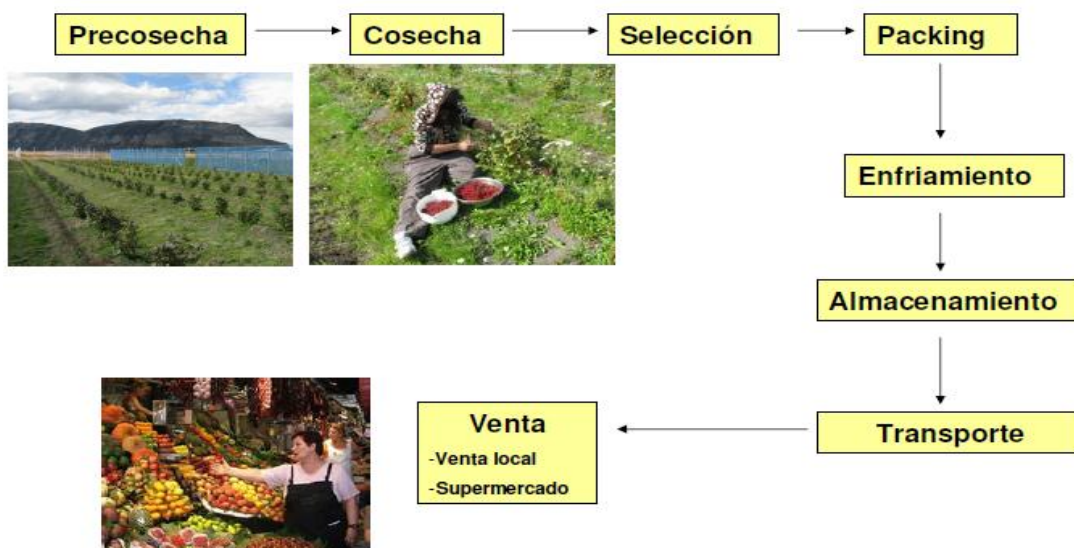 Precosecha
Cosecha
Selección
Packing
Enfriamiento
Almacenamiento
Transporte
Venta
-Venta local
-Supermercado